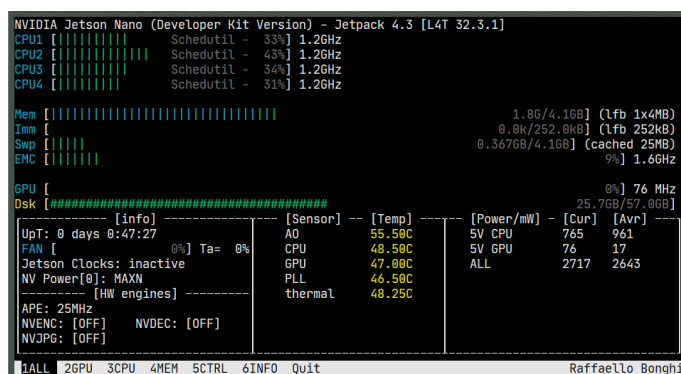 NVIDIA Jetson Nano (Developer Kit Version) - Jetpack 4.3 [L4T 32.3.1]
CPU1 [||||||||||      Schedutil -  33%] 1.2GHz
CPU2 [|||||||||||||   Schedutil -  43%] 1.2GHz
CPU3 [||||||||||      Schedutil -  34%] 1.2GHz
CPU4 [|||||||||       Schedutil -  31%] 1.2GHz
Mem [|||||||||||||||||||||||||||||||| 1.8G/4.1GB] (lfb 1x4MB)
Imm [ 0.0k/252.0kB] (lfb 252kB)
Swp [||||| 0.367GB/4.1GB] (cached 25MB)
EMC [||||||| 9%] 1.6GHz
GPU [ 0%] 76 MHz
Dsk [####################################### 25.7GB/57.0GB]
----------- [info] ----------- [Sensor] -- [Temp] ---- [Power/mW] - [Cur] [Avr] ---
UpT: 0 days 0:47:27 AO 55.50C 5V CPU 765 961
FAN [ 0%] Ta= 0% CPU 48.50C 5V GPU 76 17
Jetson Clocks: inactive GPU 47.00C ALL 2717 2643
NV Power[0]: MAXN PLL 46.50C
-------- [HW engines] --------- thermal 48.25C
APE: 25MHz
NVENC: [OFF] NVDEC: [OFF]
NVJPG: [OFF]
1ALL 2GPU 3CPU 4MEM 5CTRL 6INFO Quit Raffaello Bonghi